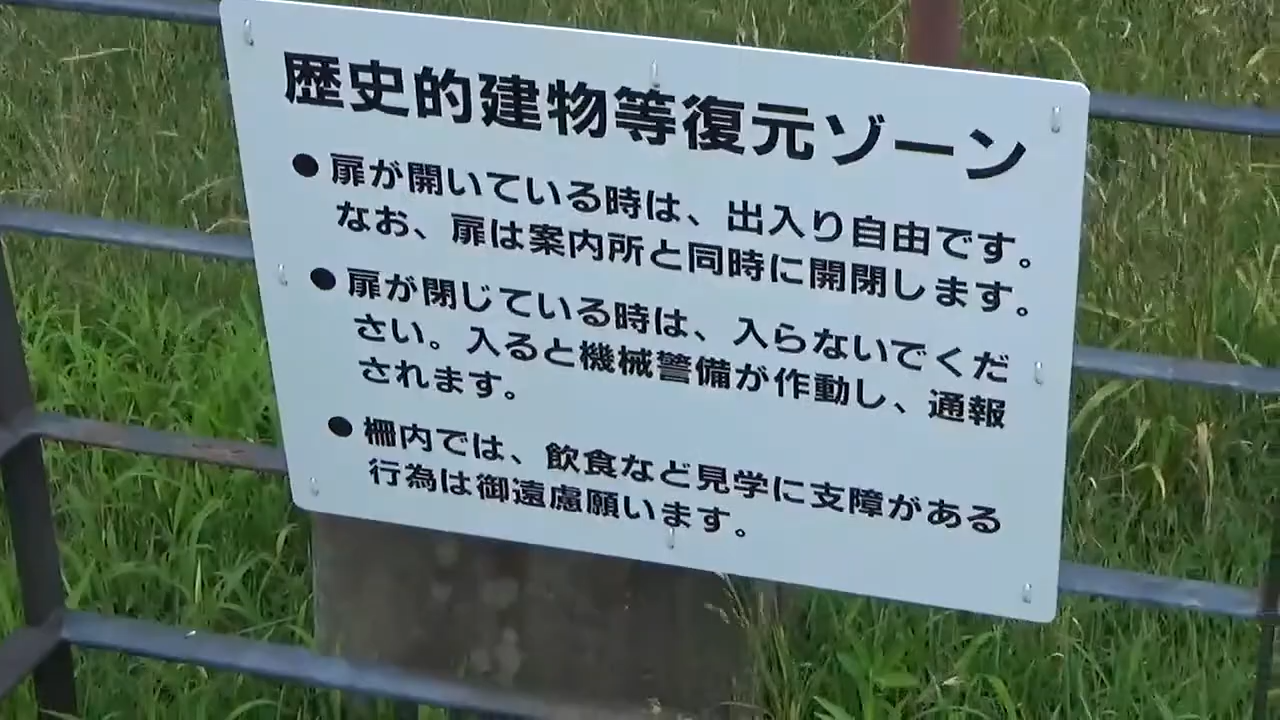 歴史的建物等復元ゾーン
●扉が開いている時は、出入り自由です。
なお、扉は案内所と同時に開閉します。
●扉が閉じている時は、入らないでくだ
さい。入ると機械警備が作動し、通報
されます。
●柵内では、飲食など見学に支障がある
行為は御遠慮願います。